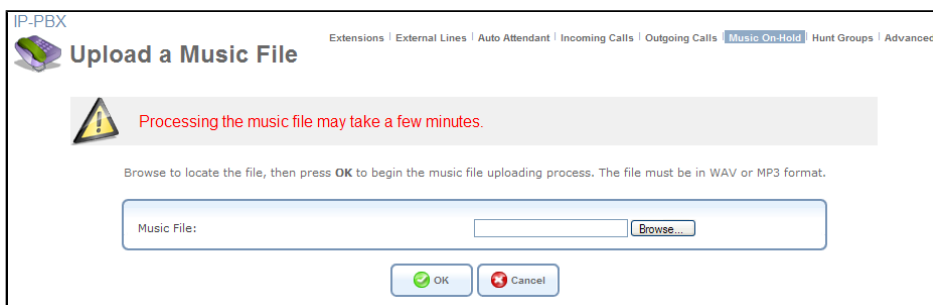 IP-PBX
Upload a Music File
Extensions | External Lines | Auto Attendant | Incoming Calls | Outgoing Calls | Music On-Hold | Hunt Groups | Advanced
Processing the music file may take a few minutes.
Browse to locate the file, then press OK to begin the music file uploading process. The file must be in WAV or MP3 format.
Music File: Browse...
OK Cancel